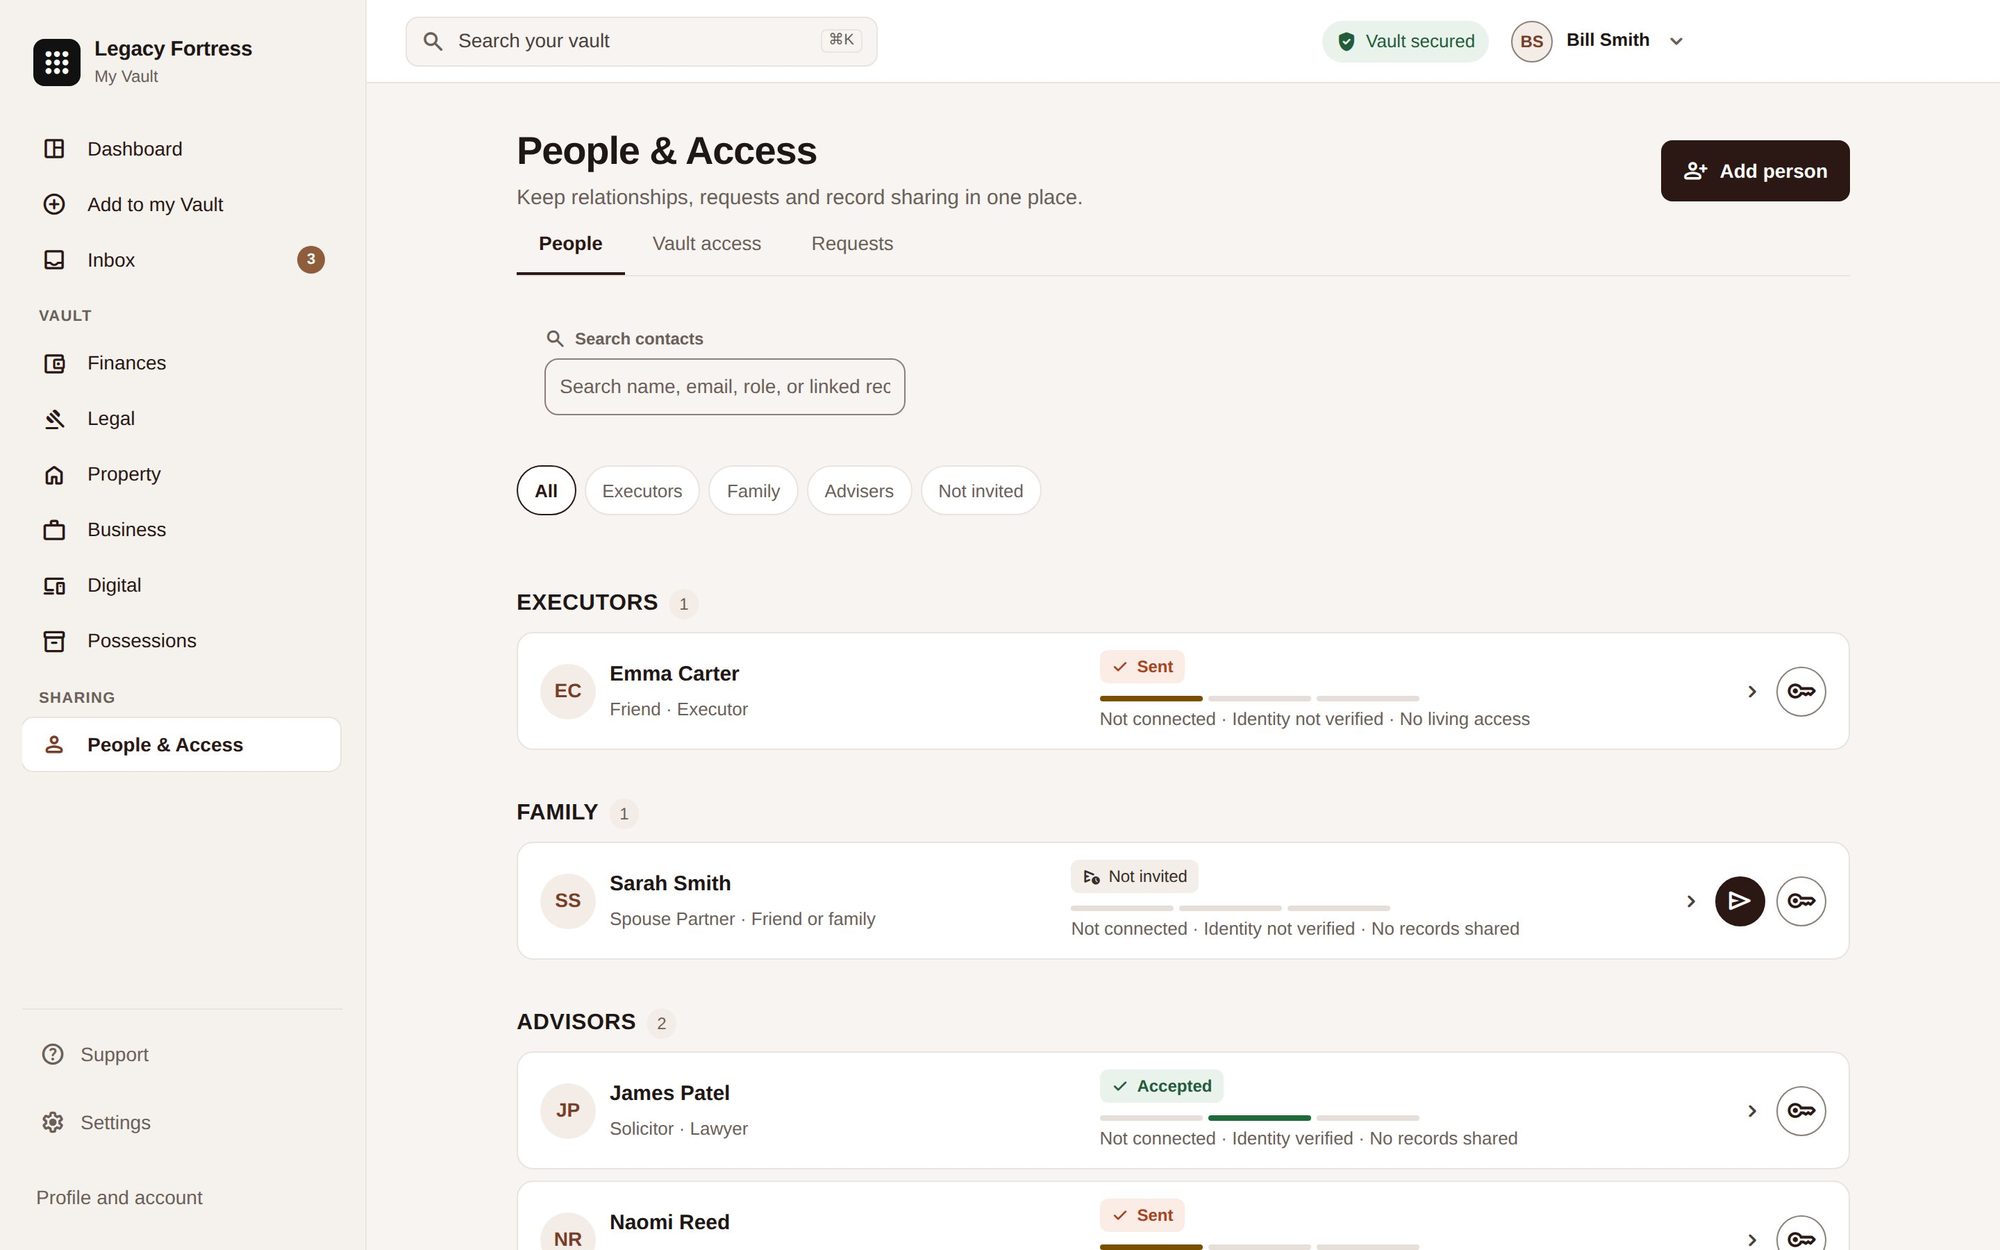 Legacy Fortress
My Vault
Search your vault
⌘K
Vault secured
BS
Bill Smith
Dashboard
Add to my Vault
Inbox
3
VAULT
Finances
Legal
Property
Business
Digital
Possessions
SHARING
People & Access
Support
Settings
Profile and account
People & Access
Keep relationships, requests and record sharing in one place.
Add person
People
Vault access
Requests
Search contacts
Search name, email, role, or linked rec
All
Executors
Family
Advisers
Not invited
EXECUTORS 1
EC
Emma Carter
Friend · Executor
Sent
Not connected · Identity not verified · No living access
FAMILY 1
SS
Sarah Smith
Spouse Partner · Friend or family
Not invited
Not connected · Identity not verified · No records shared
ADVISORS 2
JP
James Patel
Solicitor · Lawyer
Accepted
Not connected · Identity verified · No records shared
NR
Naomi Reed
Sent